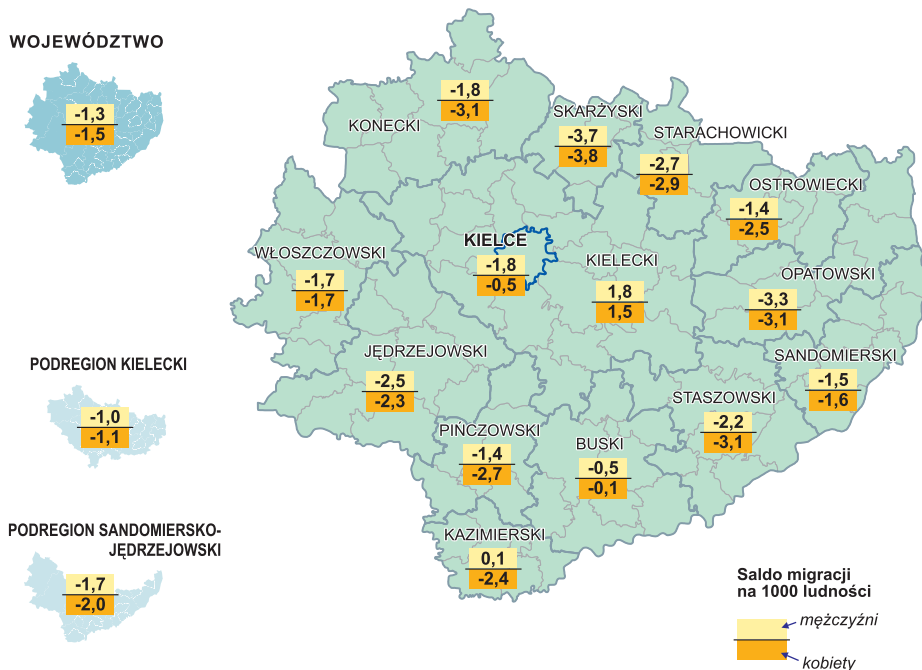 WOJEWÓDZTWO
-1,3
-1,5
PODREGION KIELECKI
-1,0
-1,1
PODREGION SANDOMIERSKO-
JĘDRZEJOWSKI
-1,7
-2,0
KONECKI
-1,8
-3,1
SKARŻYSKI
-3,7
-3,8
STARACHOWICKI
-2,7
-2,9
OSTROWIECKI
-1,4
-2,5
WŁOSZCZOWSKI
-1,7
-1,7
KIELCE
-1,8
-0,5
KIELECKI
1,8
1,5
OPATOWSKI
-3,3
-3,1
JĘDRZEJOWSKI
-2,5
-2,3
SANDOMIERSKI
-1,5
-1,6
STASZOWSKI
-2,2
-3,1
PIŃCZOWSKI
-1,4
-2,7
BUSKI
-0,5
-0,1
KAZIMIERSKI
0,1
-2,4
Saldo migracji
na 1000 ludności
mężczyźni
kobiety